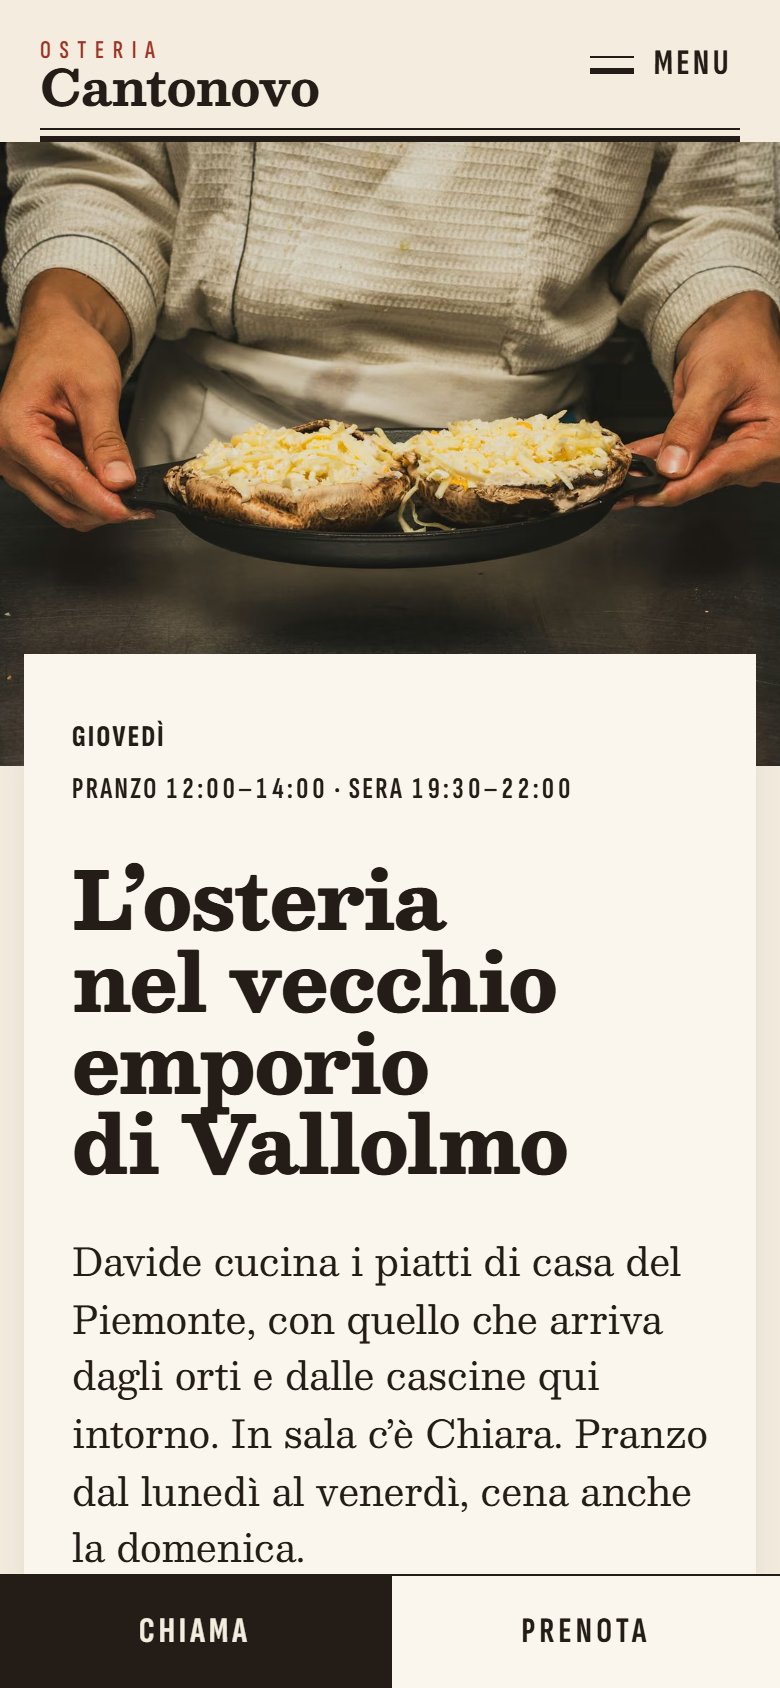 OSTERIA
Cantonovo
MENU
GIOVEDÌ
PRANZO 12:00–14:00 · SERA 19:30–22:00
L’osteria
nel vecchio
emporio
di Vallolmo
Davide cucina i piatti di casa del
Piemonte, con quello che arriva
dagli orti e dalle cascine qui
intorno. In sala c’è Chiara. Pranzo
dal lunedì al venerdì, cena anche
la domenica.
CHIAMA
PRENOTA